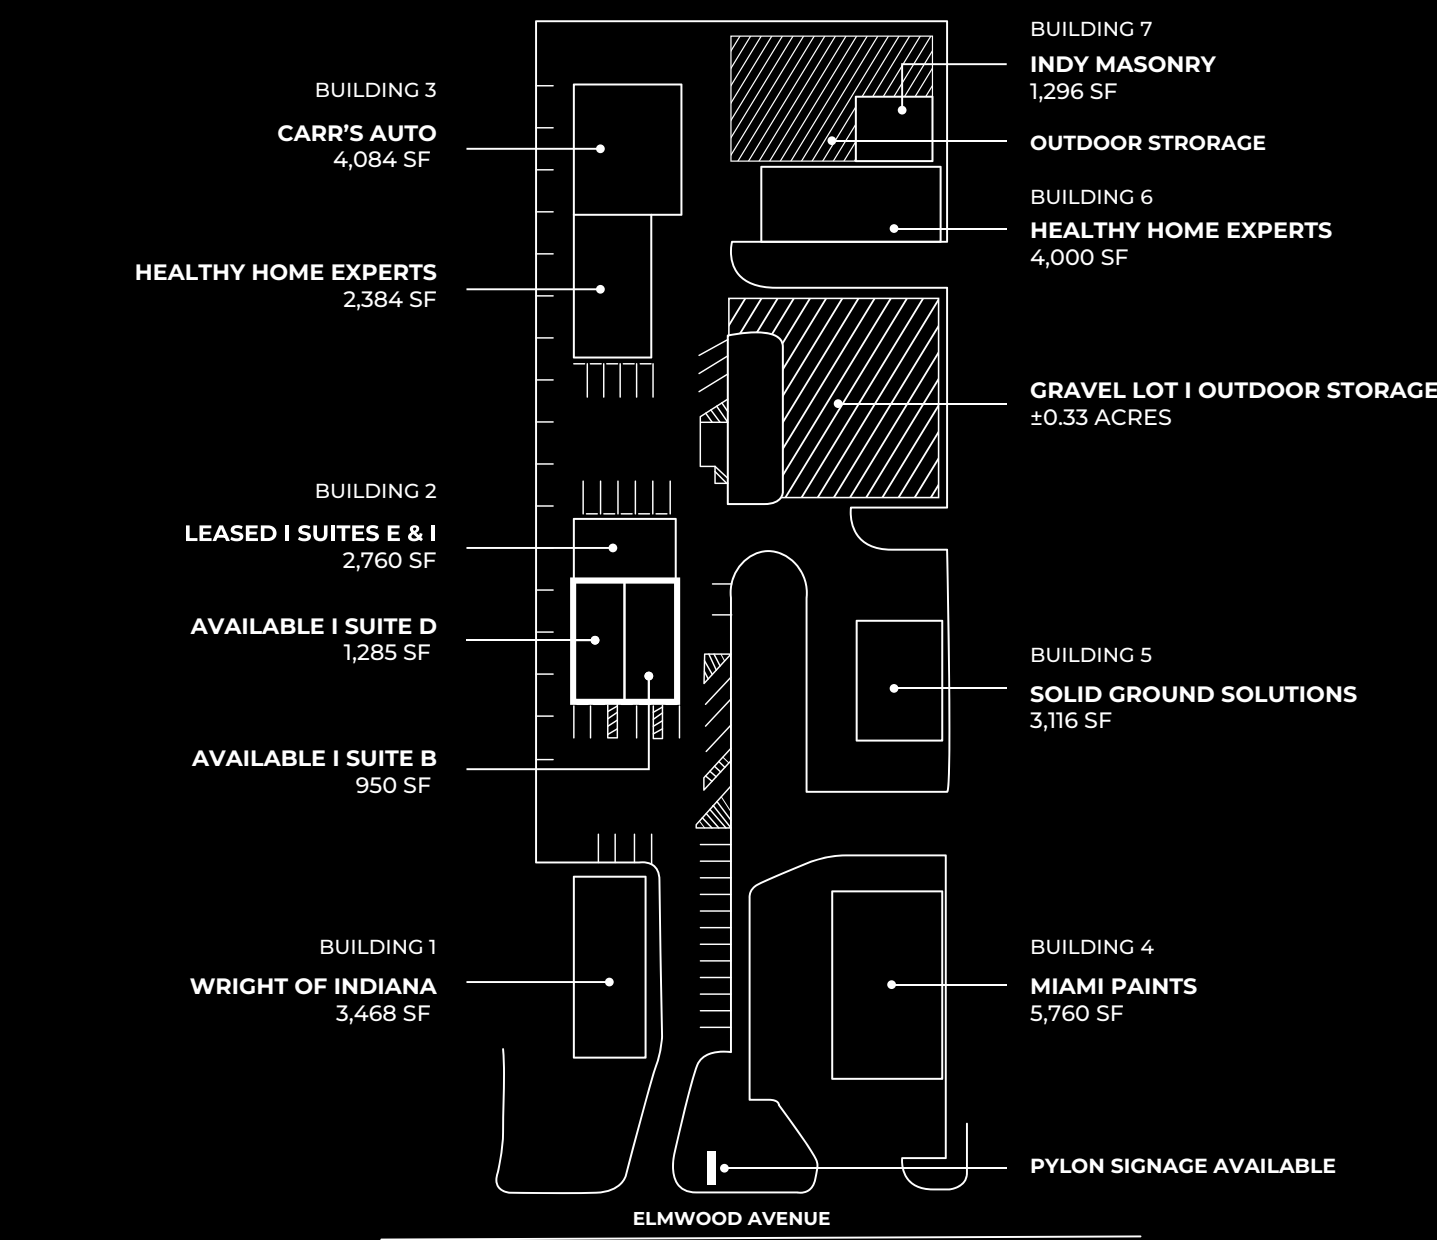 BUILDING 3
CARR’S AUTO
4,084 SF
HEALTHY HOME EXPERTS
2,384 SF
BUILDING 2
LEASED I SUITES E & I
2,760 SF
AVAILABLE I SUITE D
1,285 SF
AVAILABLE I SUITE B
950 SF
BUILDING 1
WRIGHT OF INDIANA
3,468 SF
BUILDING 7
INDY MASONRY
1,296 SF
OUTDOOR STRORAGE
BUILDING 6
HEALTHY HOME EXPERTS
4,000 SF
GRAVEL LOT I OUTDOOR STORAGE
±0.33 ACRES
BUILDING 5
SOLID GROUND SOLUTIONS
3,116 SF
BUILDING 4
MIAMI PAINTS
5,760 SF
PYLON SIGNAGE AVAILABLE
ELMWOOD AVENUE